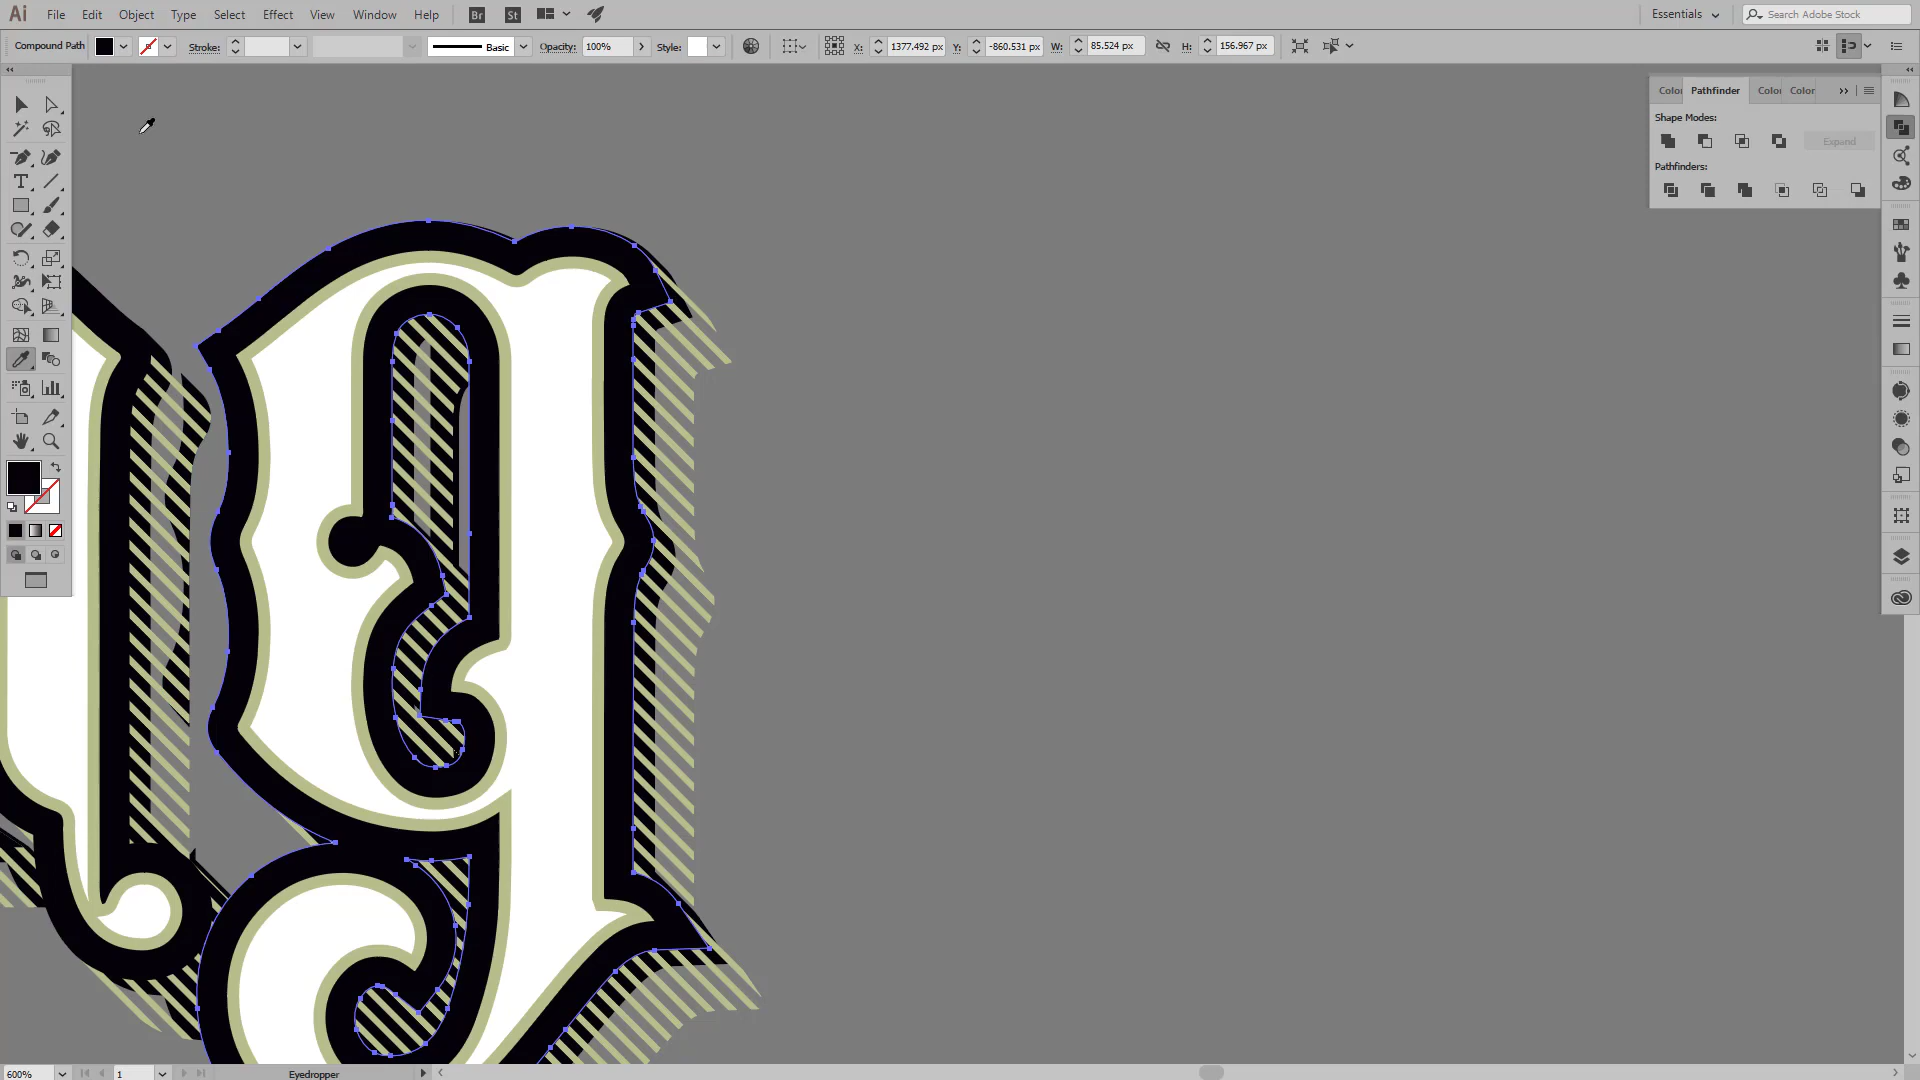 Ai File Edit Object Type Select Effect View Window Help Br St Essentials Search Adobe Stock
Compound Path Stroke: Basic Opacity: 100% Style: X: 1377.492 px Y: -860.531 px W: 85.524 px H: 156.967 px
Color Pathfinder Color Color
Shape Modes:
Expand
Pathfinders:
600% 1 Eyedropper